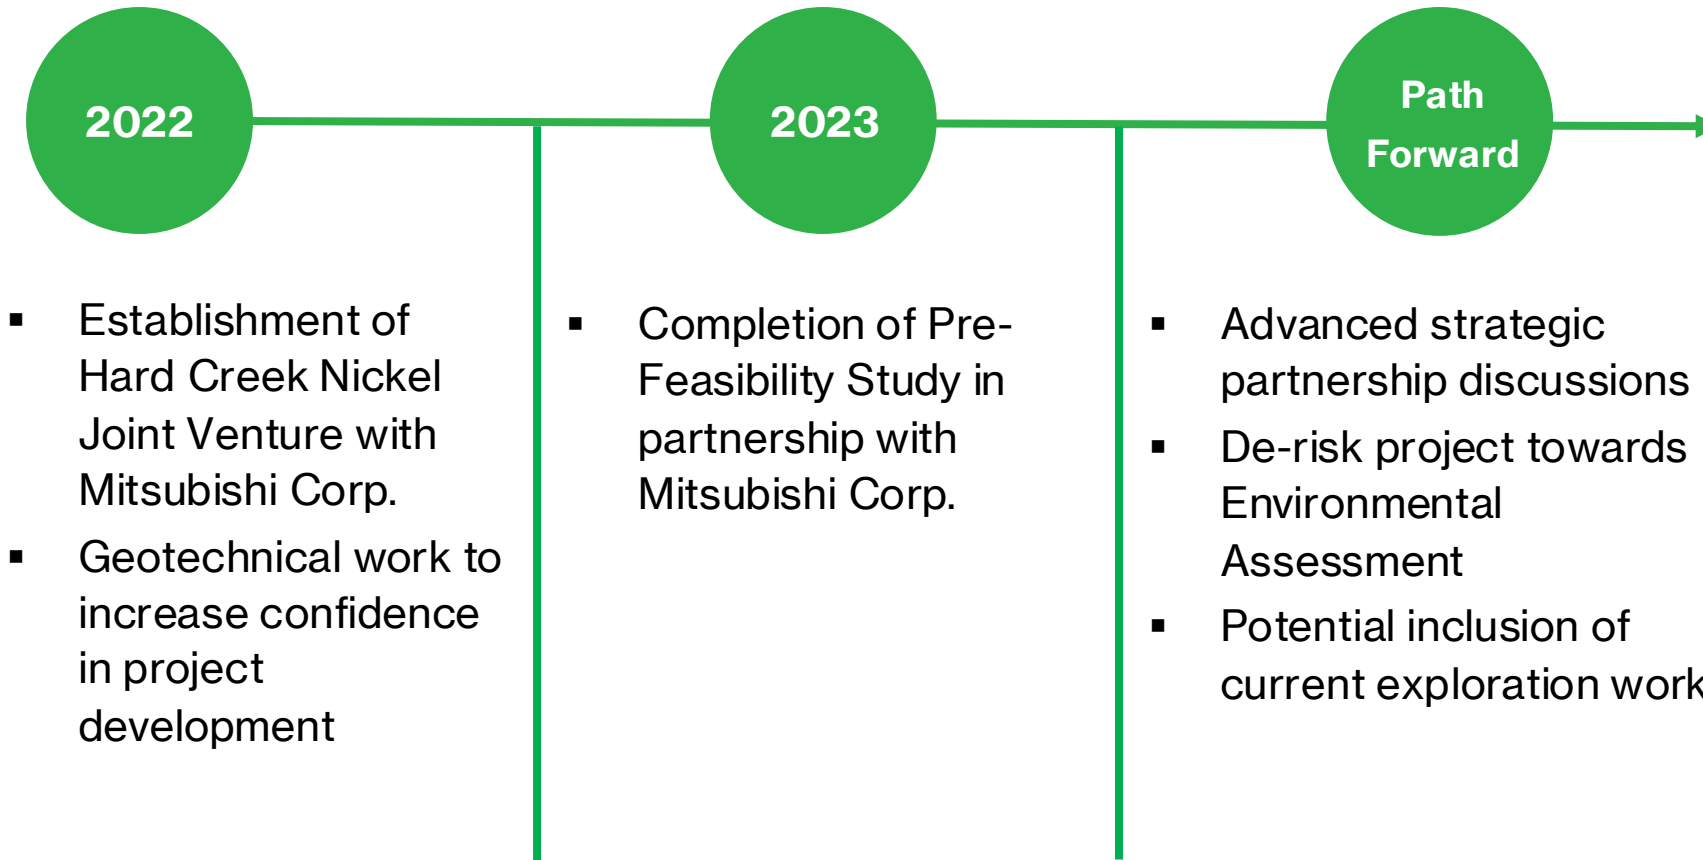 2022
2023
Path
Forward
▪ Establishment of
Hard Creek Nickel
Joint Venture with
Mitsubishi Corp.
▪ Geotechnical work to
increase confidence
in project
development
▪ Completion of Pre-
Feasibility Study in
partnership with
Mitsubishi Corp.
▪ Advanced strategic
partnership discussions
▪ De-risk project towards
Environmental
Assessment
▪ Potential inclusion of
current exploration work